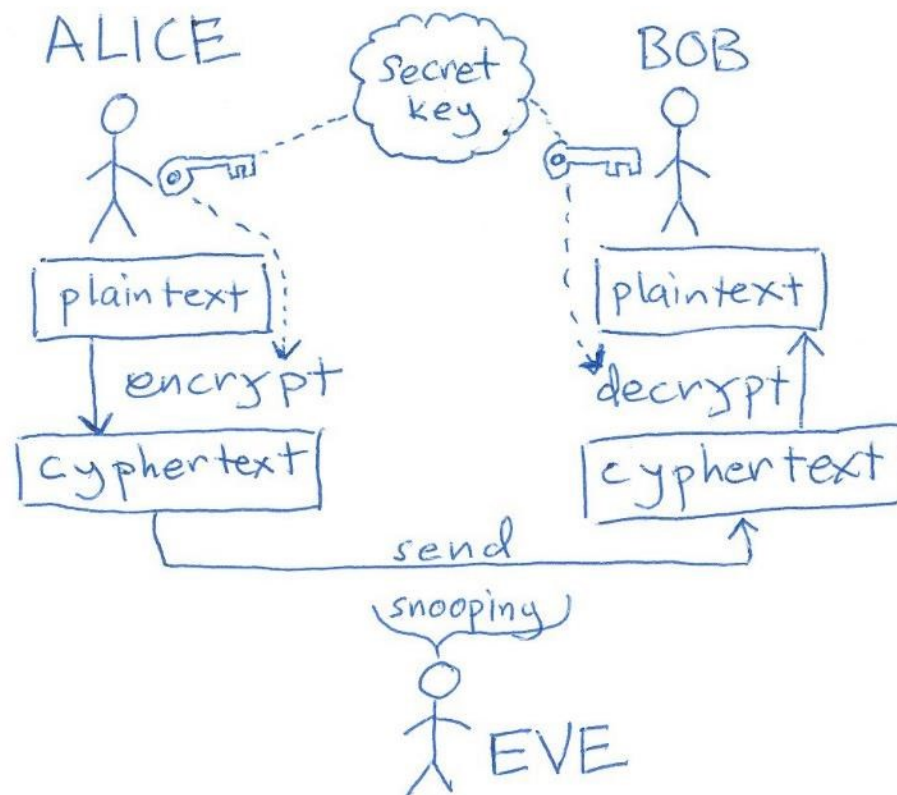 ALICE
secret
key
BOB
plaintext
plaintext
encrypt
decrypt
cyphertext
cyphertext
send
snooping
EVE